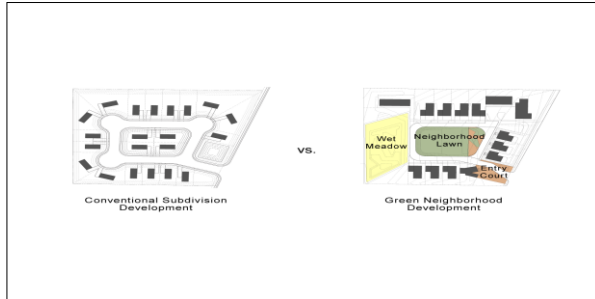 Wet
Meadow
Neighborhood
Lawn
Entry
Court
vs.
Conventional Subdivision
Development
Green Neighborhood
Development